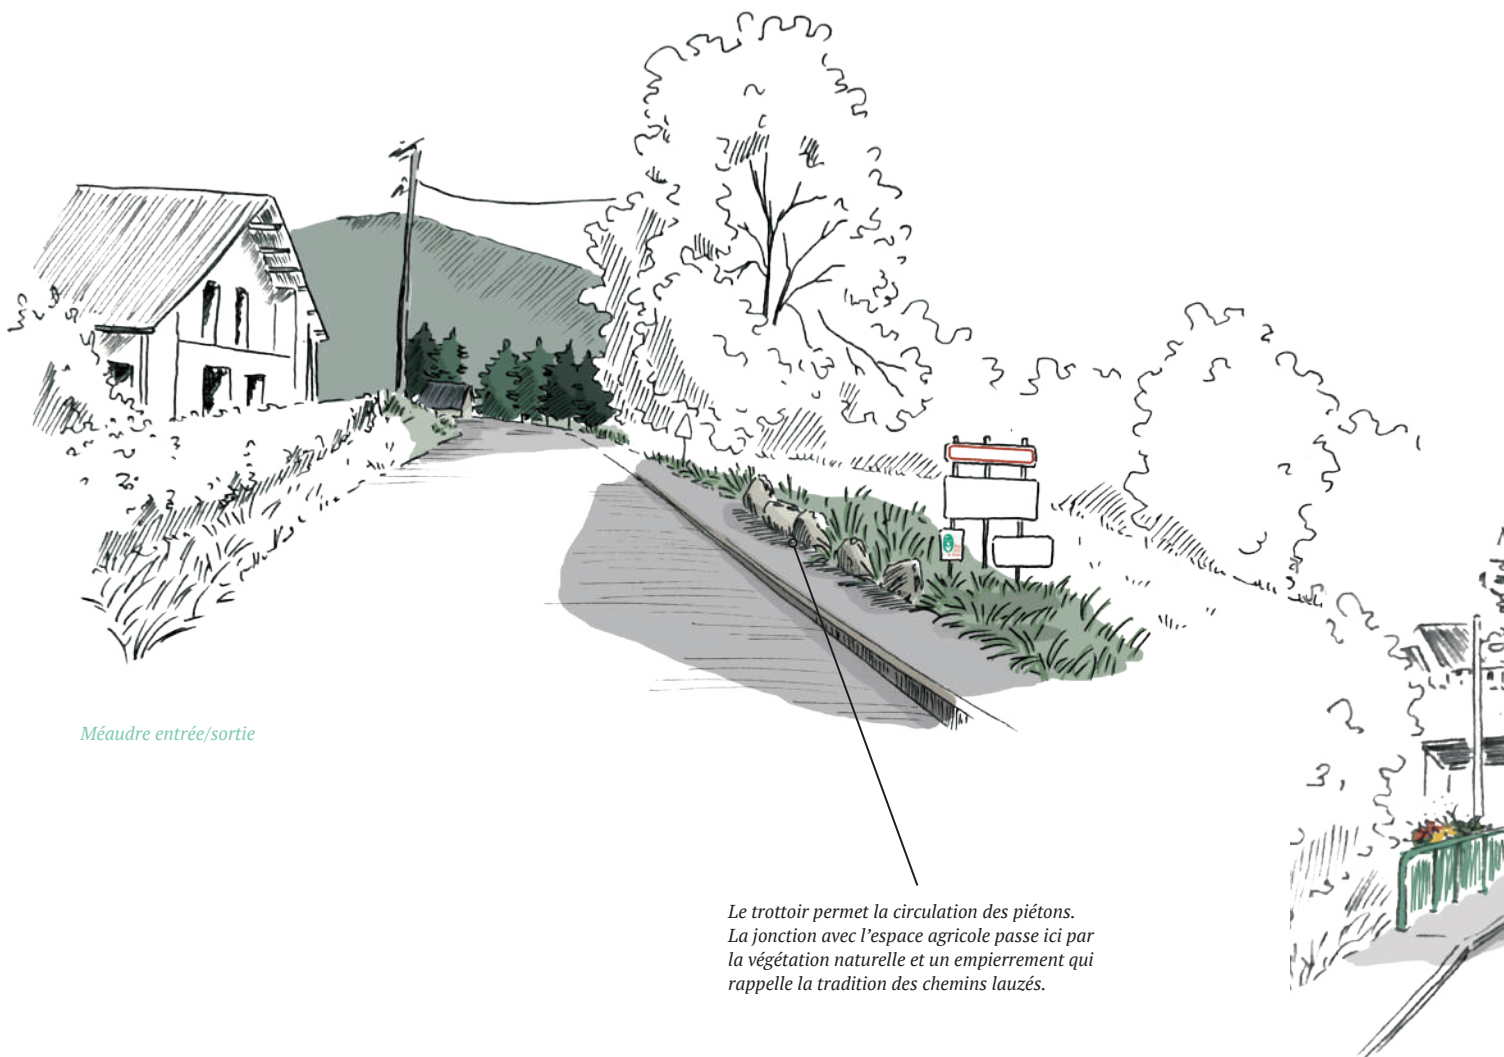 Méaudre entrée/sortie
Le trottoir permet la circulation des piétons.
La jonction avec l’espace agricole passe ici par
la végétation naturelle et un empierrement qui
rappelle la tradition des chemins lauzés.